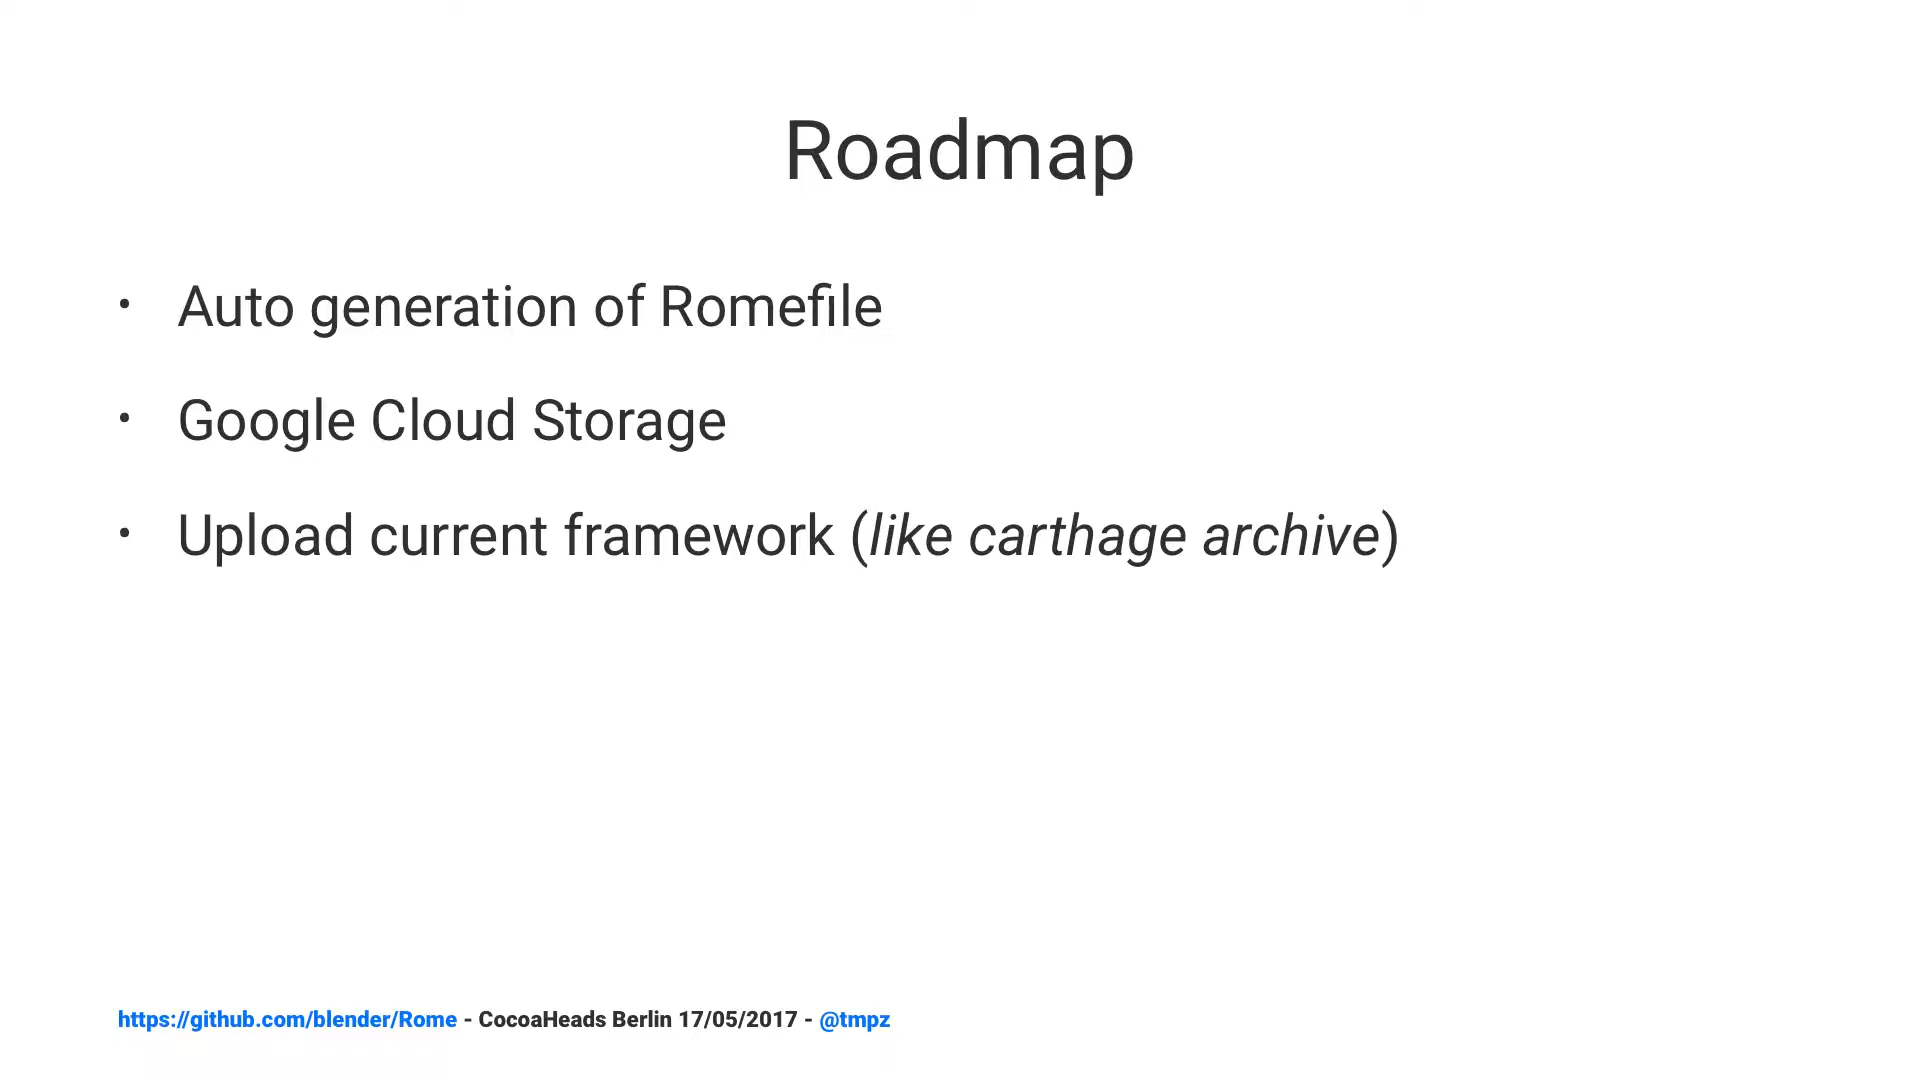 Roadmap
• Auto generation of Romefile
• Google Cloud Storage
• Upload current framework (like carthage archive)
https://github.com/blender/Rome - CocoaHeads Berlin 17/05/2017 - @tmpz